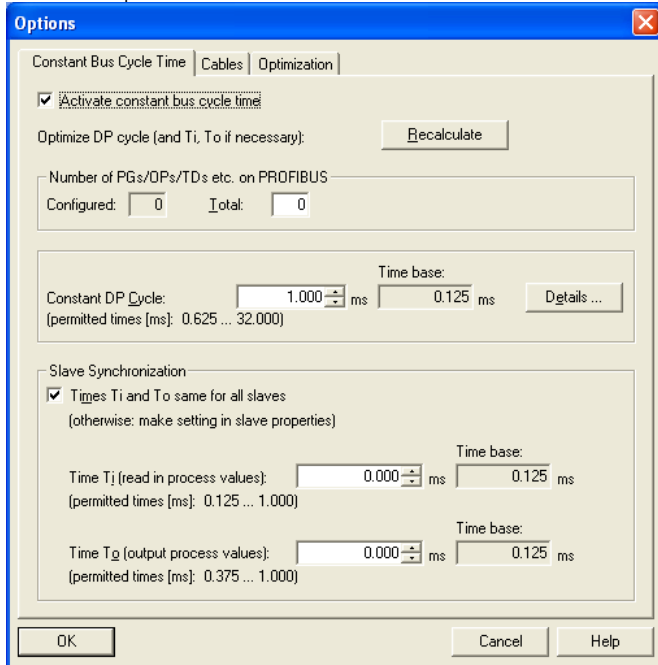 Options
Constant Bus Cycle Time Cables Optimization
Activate constant bus cycle time
Optimize DP cycle (and Ti, To if necessary): Recalculate
Number of PGs/OPs/TDs etc. on PROFIBUS
Configured: 0 Total: 0
Time base:
Constant DP Cycle: 1.000 ms 0.125 ms Details ...
(permitted times [ms]: 0.625 ... 32.000)
Slave Synchronization
Times Ti and To same for all slaves
(otherwise: make setting in slave properties)
Time base:
Time Ti (read in process values): 0.000 ms 0.125 ms
(permitted times [ms]: 0.125 ... 1.000)
Time base:
Time To (output process values): 0.000 ms 0.125 ms
(permitted times [ms]: 0.375 ... 1.000)
OK Cancel Help